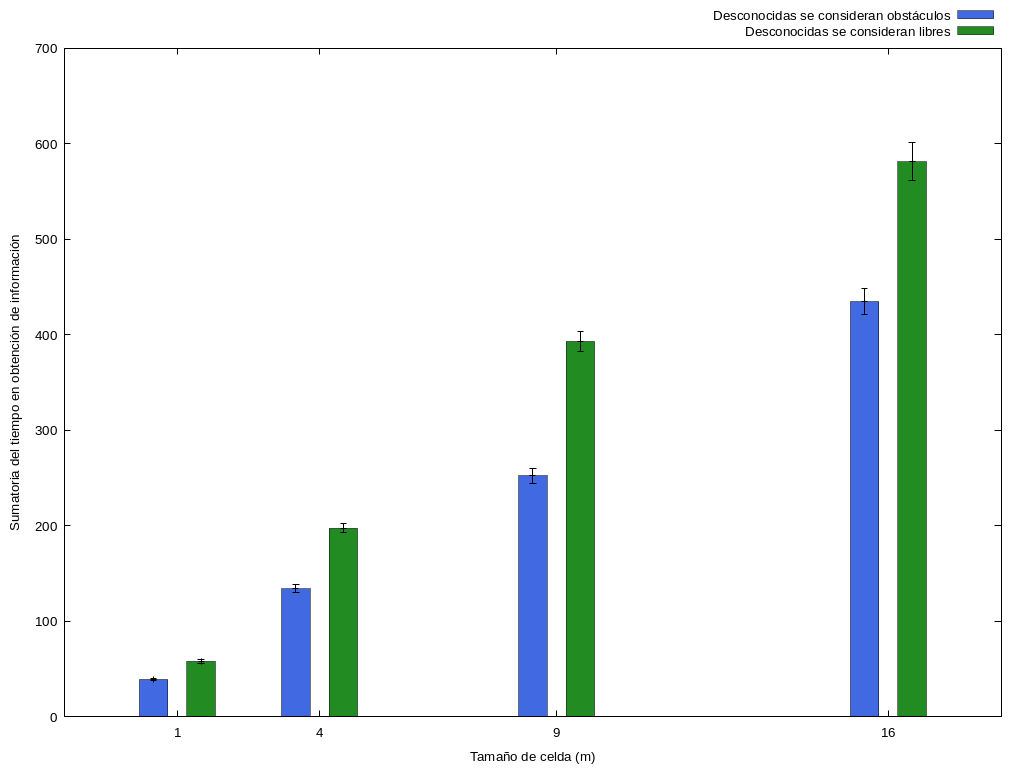 Desconocidas se consideran obstáculos
Desconocidas se consideran libres
700
600
500
400
300
200
100
0
Sumatoria del tiempo en obtención de información
1 4 9 16
Tamaño de celda (m)